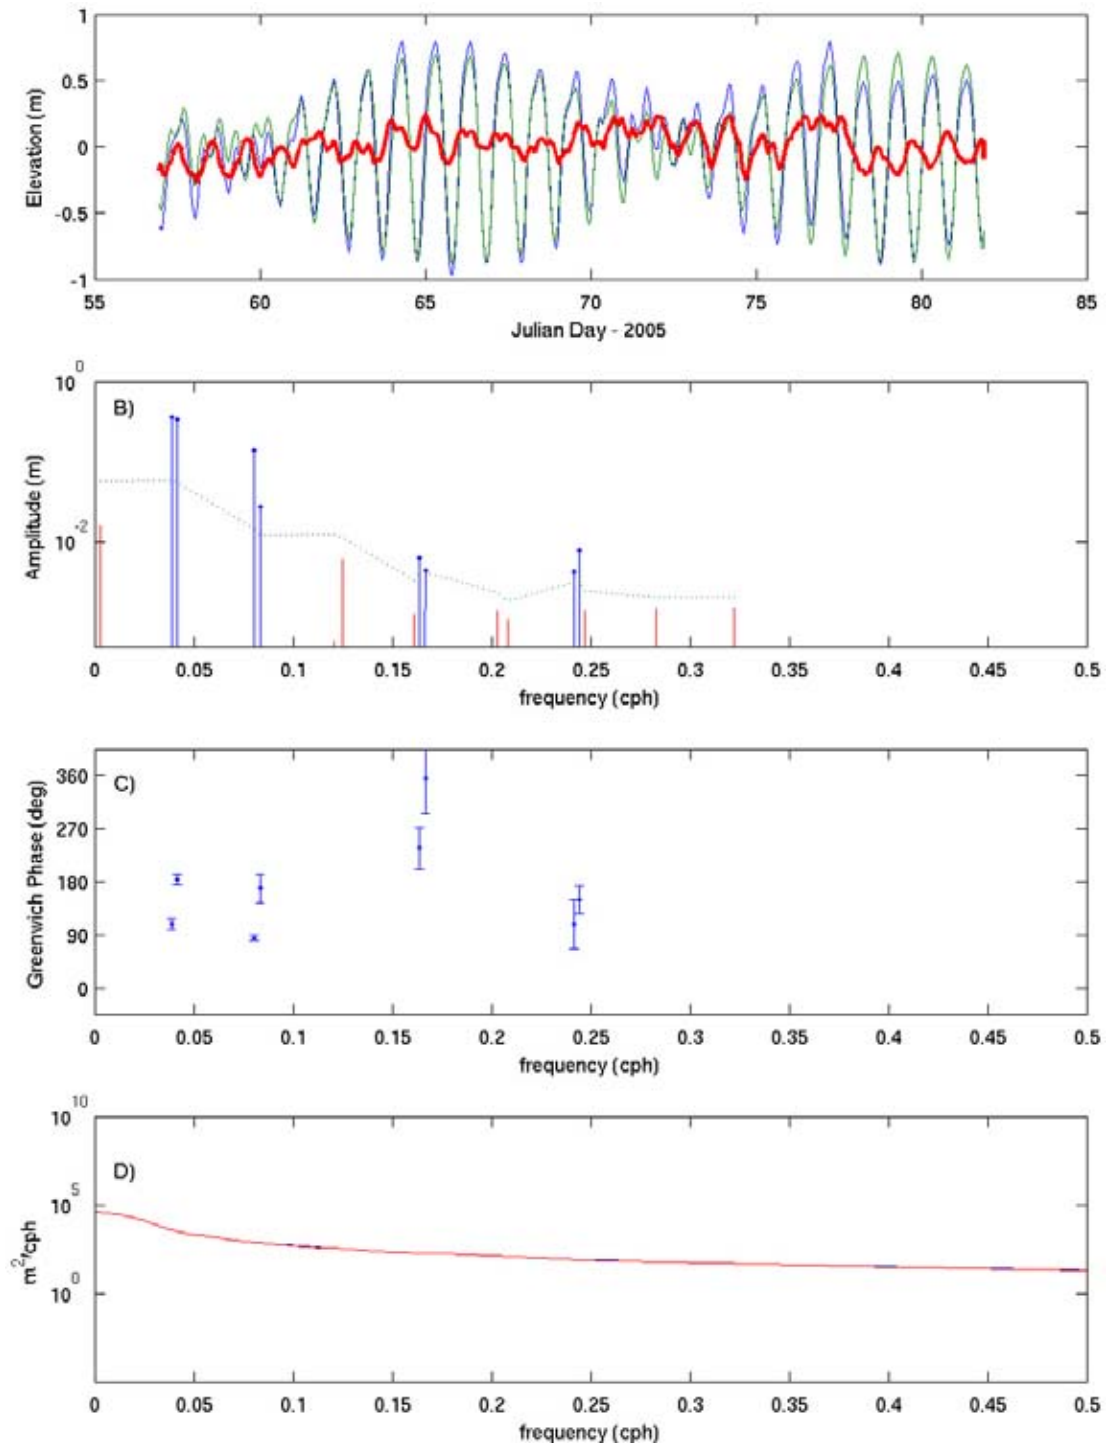 1
0.5
0
-0.5
-1
Elevation (m)
55 60 65 70 75 80 85
Julian Day - 2005
B)
10^0
10^-2
Amplitude (m)
0 0.05 0.1 0.15 0.2 0.25 0.3 0.35 0.4 0.45 0.5
frequency (cph)
C)
360
270
180
90
0
Greenwich Phase (deg)
0 0.05 0.1 0.15 0.2 0.25 0.3 0.35 0.4 0.45 0.5
frequency (cph)
D)
10^10
10^5
10^0
m^2/cph
0 0.05 0.1 0.15 0.2 0.25 0.3 0.35 0.4 0.45 0.5
frequency (cph)